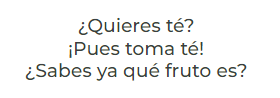 ¿Quieres té?
¡Pues toma té!
¿Sabes ya qué fruto es?